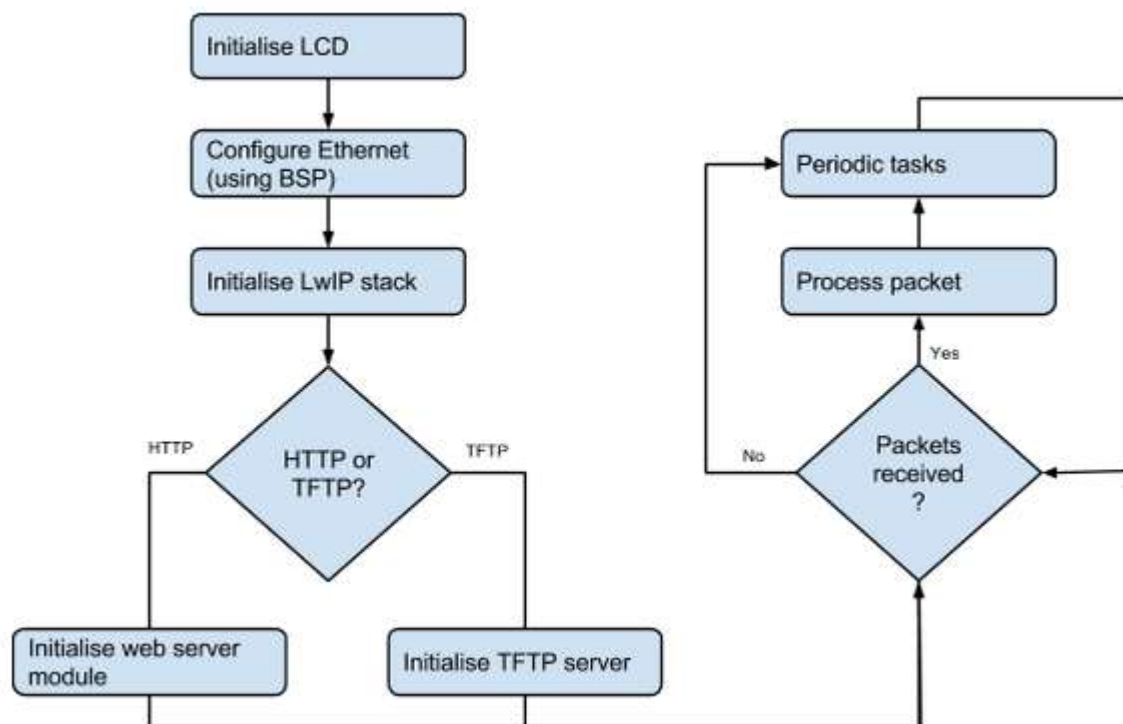 Initialise LCD
Configure Ethernet
(using BSP)
Initialise LwIP stack
HTTP
TFTP
HTTP or
TFTP?
Initialise web server
module
Initialise TFTP server
Periodic tasks
Process packet
Yes
No
Packets
received
?